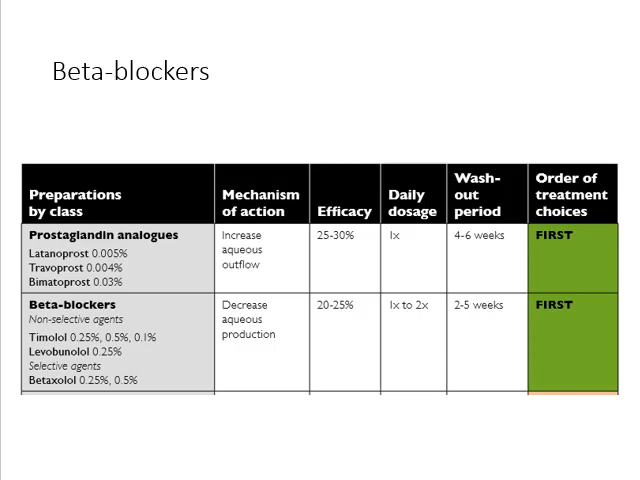 Beta-blockers
Preparations by class
Mechanism of action
Efficacy
Daily dosage
Wash-out period
Order of treatment choices
Prostaglandin analogues
Latanoprost 0.005%
Travoprost 0.004%
Bimatoprost 0.03%
Increase aqueous outflow
25-30%
1x
4-6 weeks
FIRST
Beta-blockers
Non-selective agents
Timolol 0.25%, 0.5%, 0.1%
Levobunolol 0.25%
Selective agents
Betaxolol 0.25%, 0.5%
Decrease aqueous production
20-25%
1x to 2x
2-5 weeks
FIRST